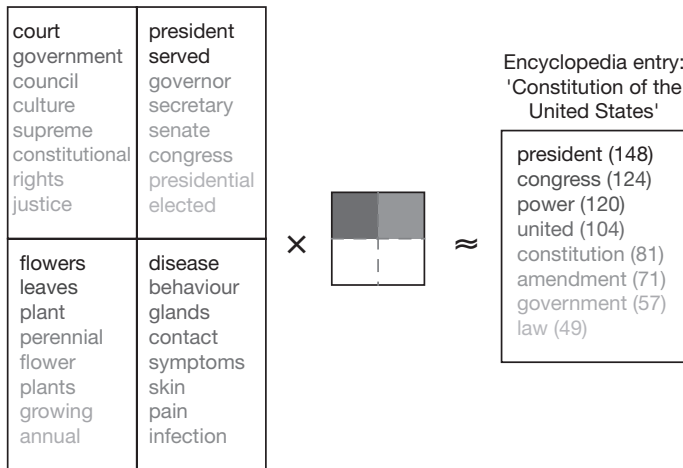 court
government
council
culture
supreme
constitutional
rights
justice
president
served
governor
secretary
senate
congress
presidential
elected
flowers
leaves
plant
perennial
flower
plants
growing
annual
disease
behaviour
glands
contact
symptoms
skin
pain
infection
×
≈
Encyclopedia entry:
'Constitution of the
United States'
president (148)
congress (124)
power (120)
united (104)
constitution (81)
amendment (71)
government (57)
law (49)